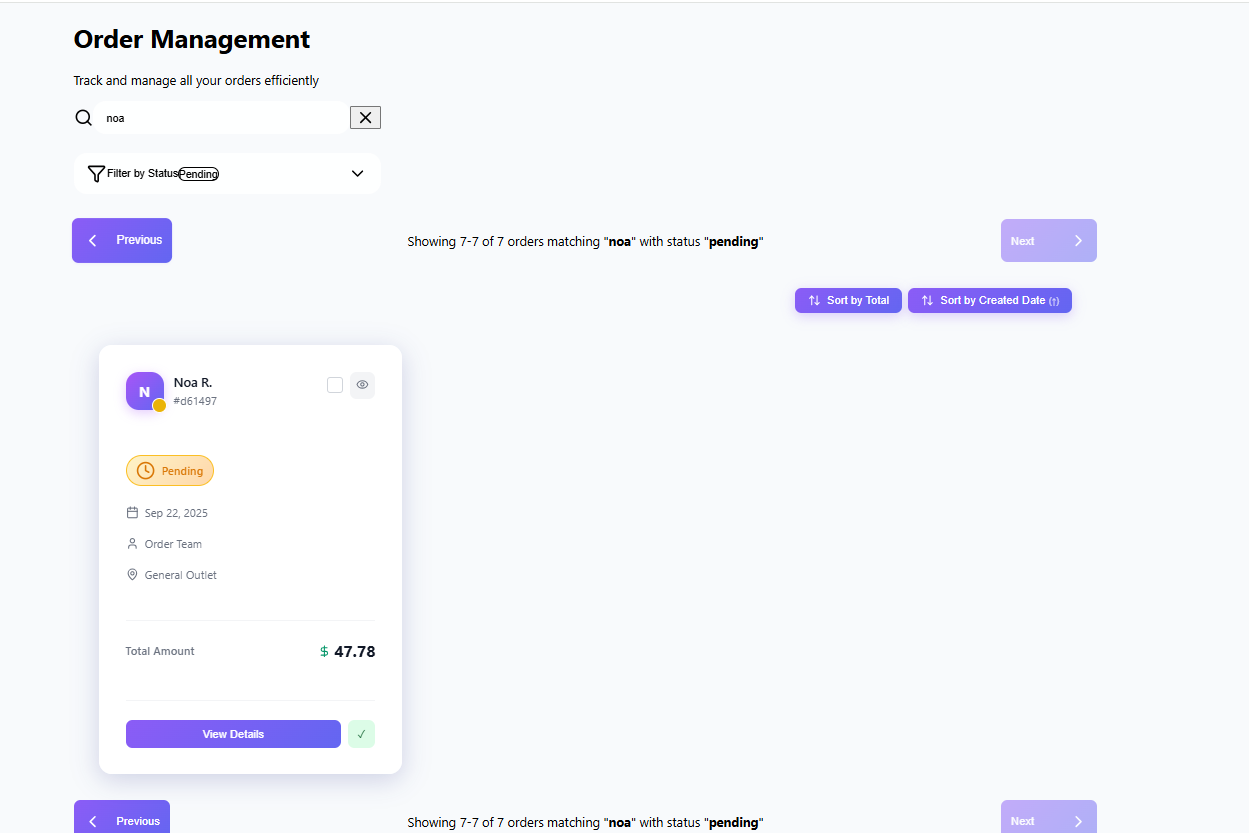 Order Management
Track and manage all your orders efficiently
noa
Filter by Status Pending
Previous
Showing 7-7 of 7 orders matching "noa" with status "pending"
Next
Sort by Total
Sort by Created Date (↑)
N
Noa R.
#d61497
Pending
Sep 22, 2025
Order Team
General Outlet
Total Amount
$ 47.78
View Details
✓
Previous
Showing 7-7 of 7 orders matching "noa" with status "pending"
Next